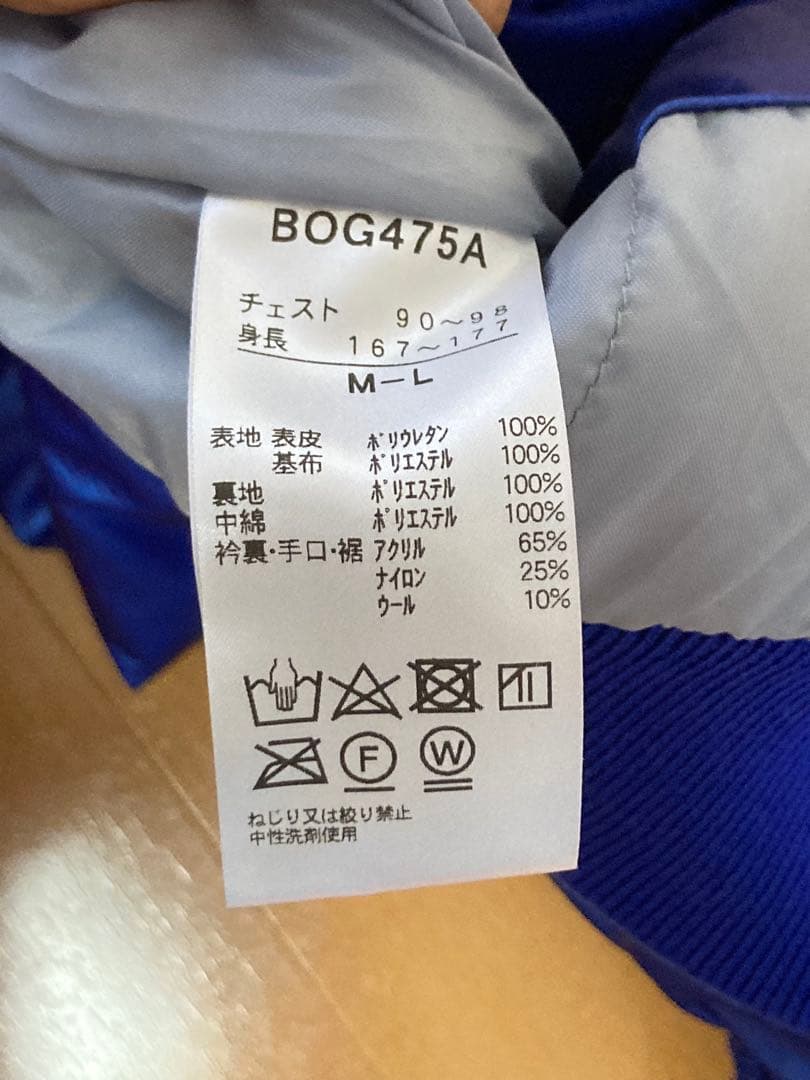 BOG475A
チェスト 90～98
身長 167～177
M－L
表地 表皮 ポリウレタン 100%
基布 ポリエステル 100%
裏地 ポリエステル 100%
中綿 ポリエステル 100%
衿裏・手口・裾 アクリル 65%
ナイロン 25%
ウール 10%
F W
ねじり又は絞り禁止
中性洗剤使用